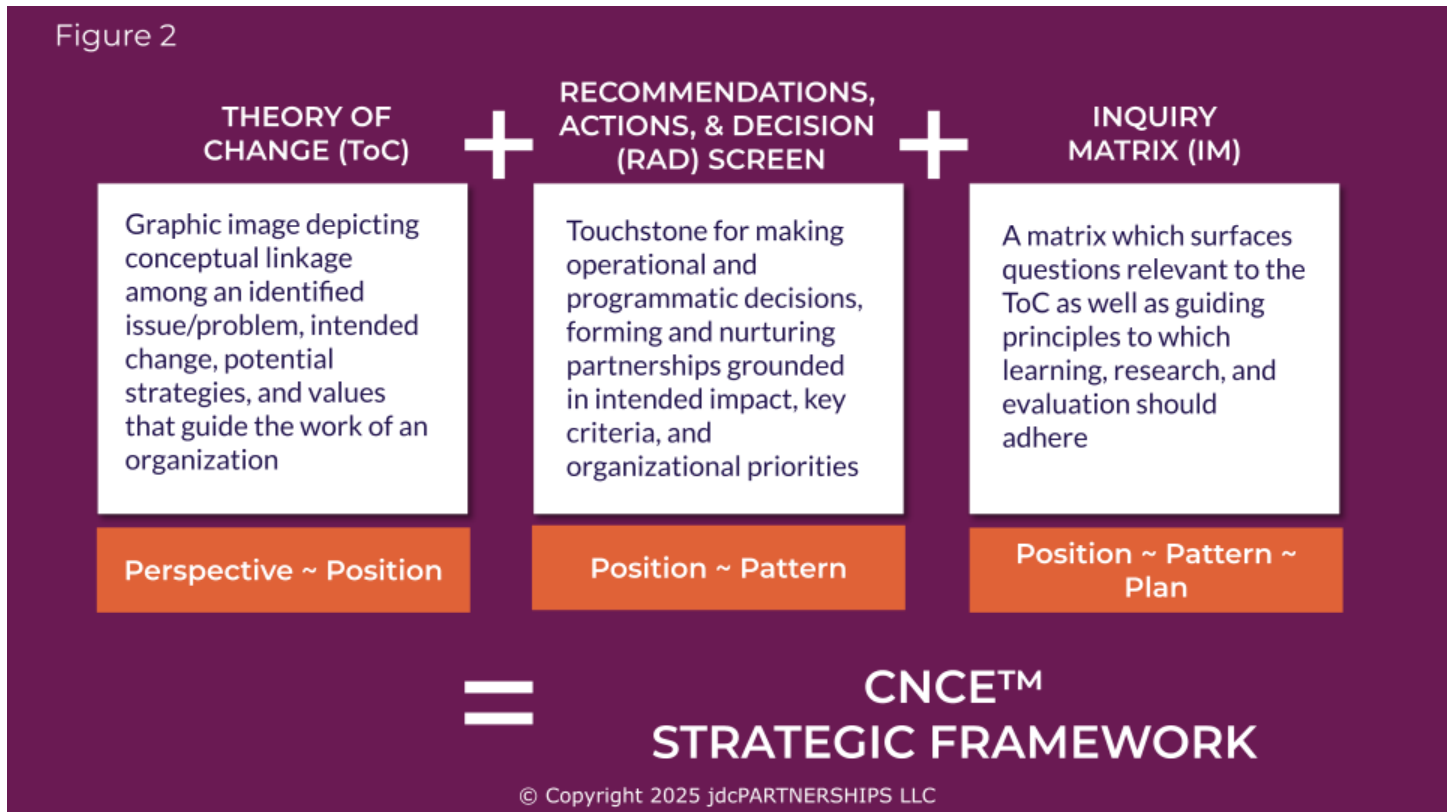 Figure 2
THEORY OF
CHANGE (ToC)
+
RECOMMENDATIONS,
ACTIONS, & DECISION
(RAD) SCREEN
+
INQUIRY
MATRIX (IM)
Graphic image depicting
conceptual linkage
among an identified
issue/problem, intended
change, potential
strategies, and values
that guide the work of an
organization
Touchstone for making
operational and
programmatic decisions,
forming and nurturing
partnerships grounded
in intended impact, key
criteria, and
organizational priorities
A matrix which surfaces
questions relevant to the
ToC as well as guiding
principles to which
learning, research, and
evaluation should
adhere
Perspective ~ Position
Position ~ Pattern
Position ~ Pattern ~
Plan
=
CNCE™
STRATEGIC FRAMEWORK
© Copyright 2025 jdcPARTNERSHIPS LLC